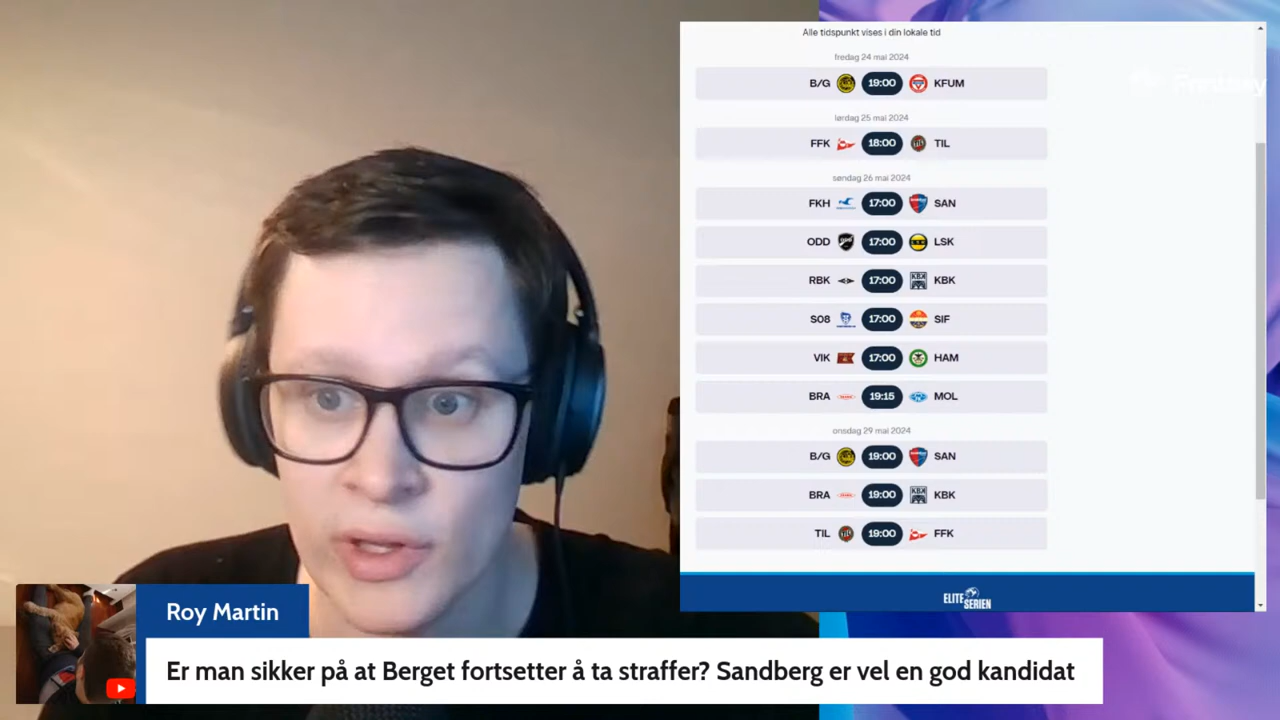 Alle tidspunkt vises i din lokale tid
fredag 24 mai 2024
B/G 19:00 KFUM
lørdag 25 mai 2024
FFK 18:00 TIL
søndag 26 mai 2024
FKH 17:00 SAN
ODD 17:00 LSK
RBK 17:00 KBK
S08 17:00 SIF
VIK 17:00 HAM
BRA 19:15 MOL
onsdag 29 mai 2024
B/G 19:00 SAN
BRA 19:00 KBK
TIL 19:00 FFK
ELITE
SERIEN
Roy Martin
Er man sikker på at Berget fortsetter å ta straffer? Sandberg er vel en god kandidat